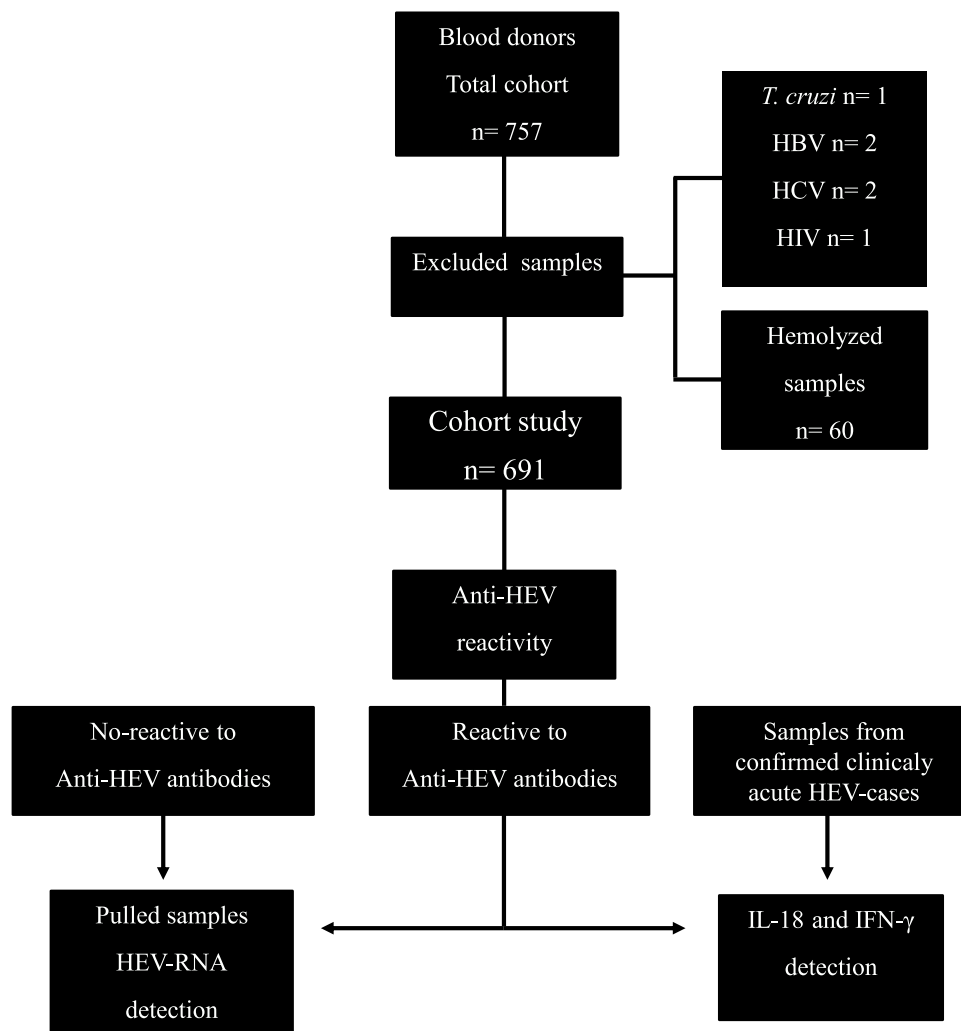 Blood donors
Total cohort
n= 757
T. cruzi n= 1
HBV n= 2
HCV n= 2
HIV n= 1
Excluded samples
Hemolyzed
samples
n= 60
Cohort study
n= 691
Anti-HEV
reactivity
No-reactive to
Anti-HEV antibodies
Reactive to
Anti-HEV antibodies
Samples from
confirmed clinicaly
acute HEV-cases
Pulled samples
HEV-RNA
detection
IL-18 and IFN-γ
detection